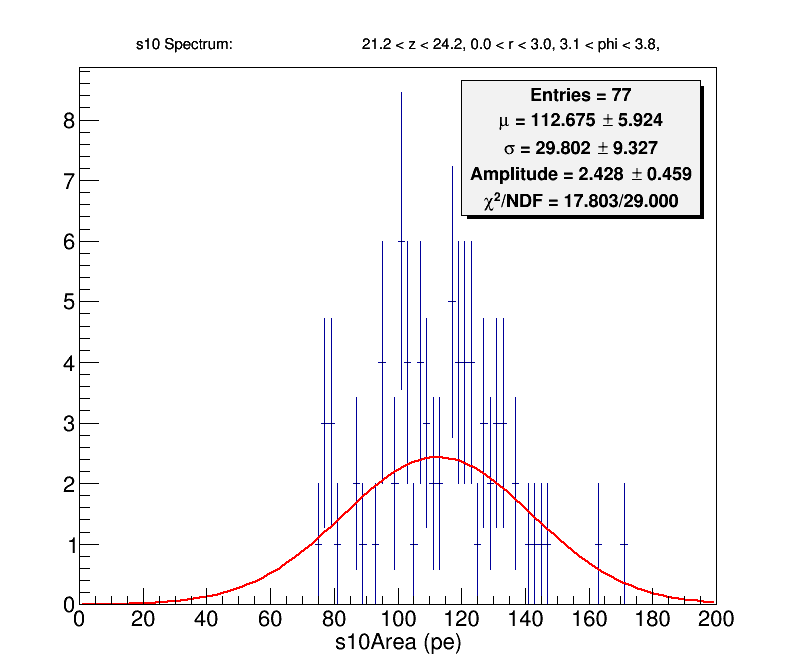 s10 Spectrum: 21.2 < z < 24.2, 0.0 < r < 3.0, 3.1 < phi < 3.8,
Entries = 77
μ = 112.675 ± 5.924
σ = 29.802 ± 9.327
Amplitude = 2.428 ± 0.459
χ²/NDF = 17.803/29.000
8
7
6
5
4
3
2
1
0
0 20 40 60 80 100 120 140 160 180 200
s10Area (pe)